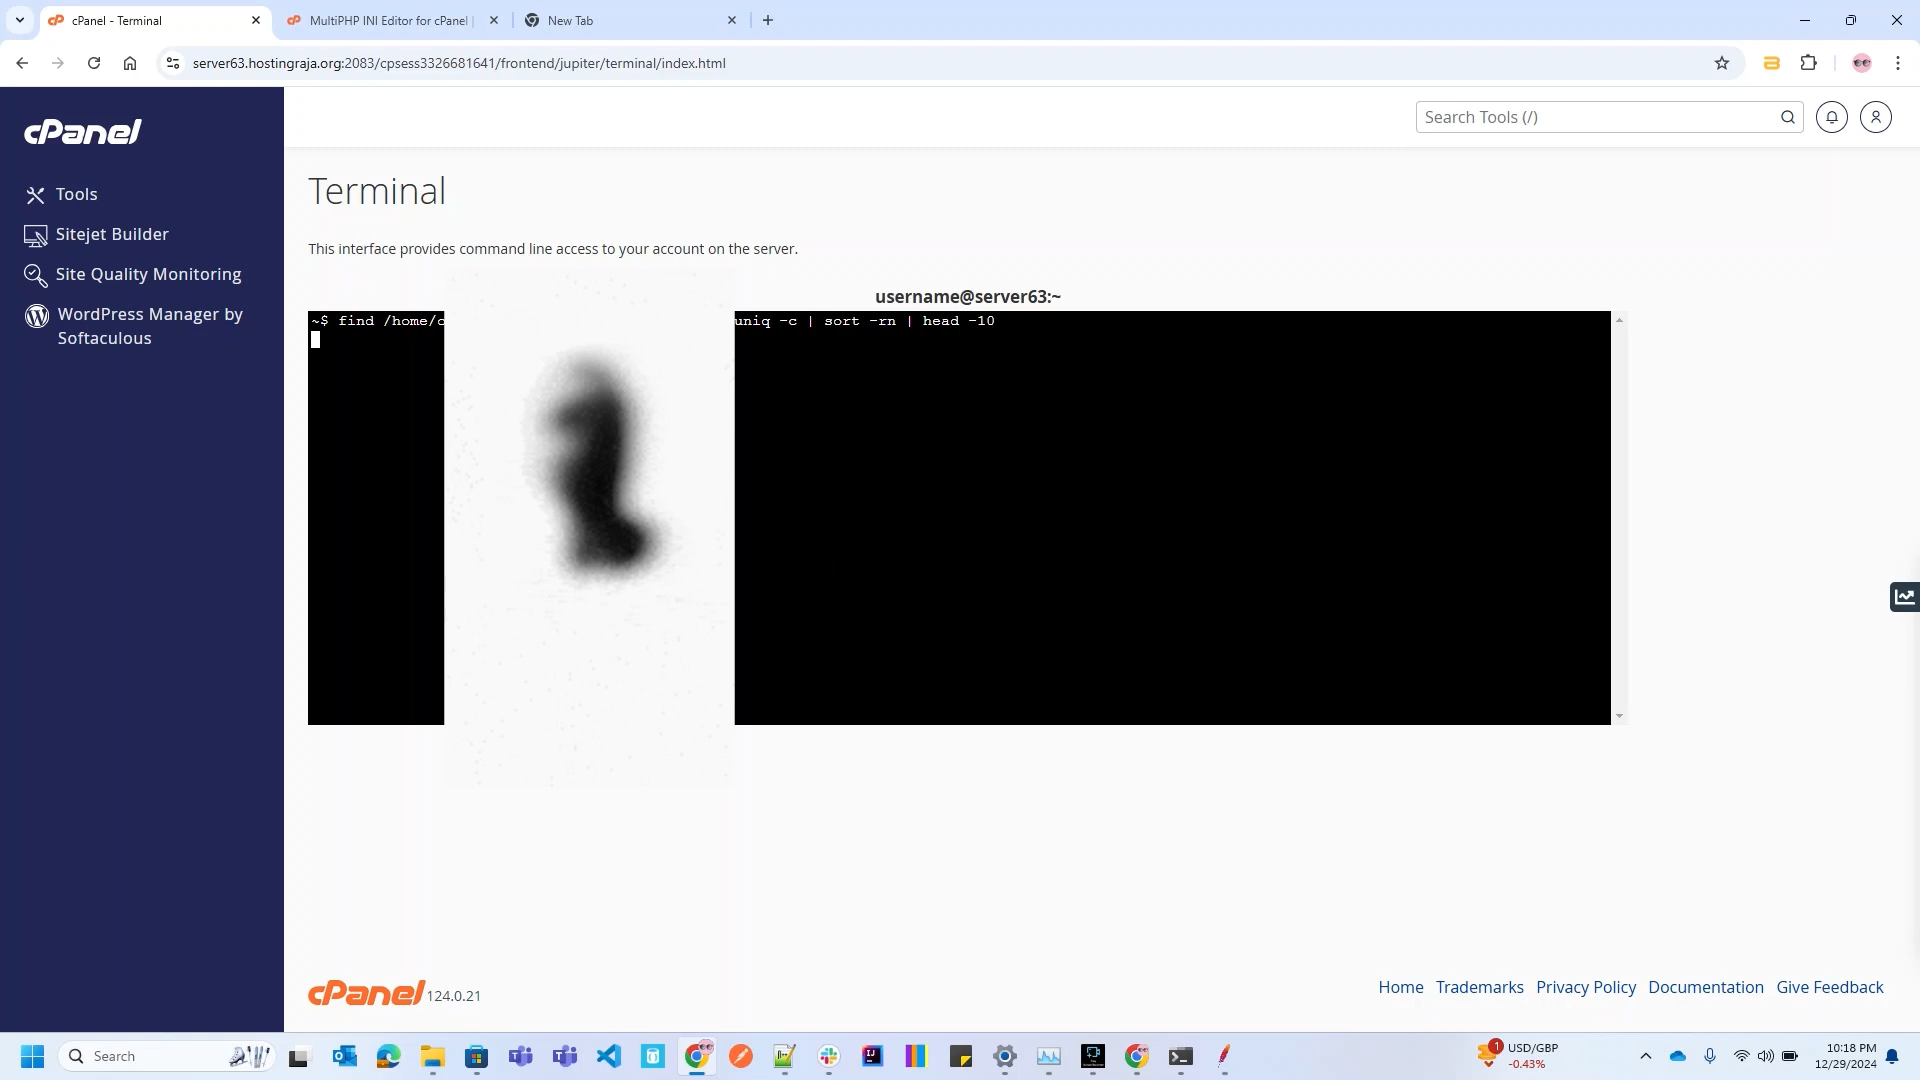 cPanel - Terminal
MultiPHP INI Editor for cPanel |
New Tab
server63.hostingraja.org:2083/cpsess3326681641/frontend/jupiter/terminal/index.html
cPanel
Search Tools (/)
Tools
Sitejet Builder
Site Quality Monitoring
WordPress Manager by
Softaculous
Terminal
This interface provides command line access to your account on the server.
username@server63:~
~$ find /home/c uniq -c | sort -rn | head -10
cPanel 124.0.21
Home Trademarks Privacy Policy Documentation Give Feedback
Search
1
USD/GBP
-0.43%
10:18 PM
12/29/2024